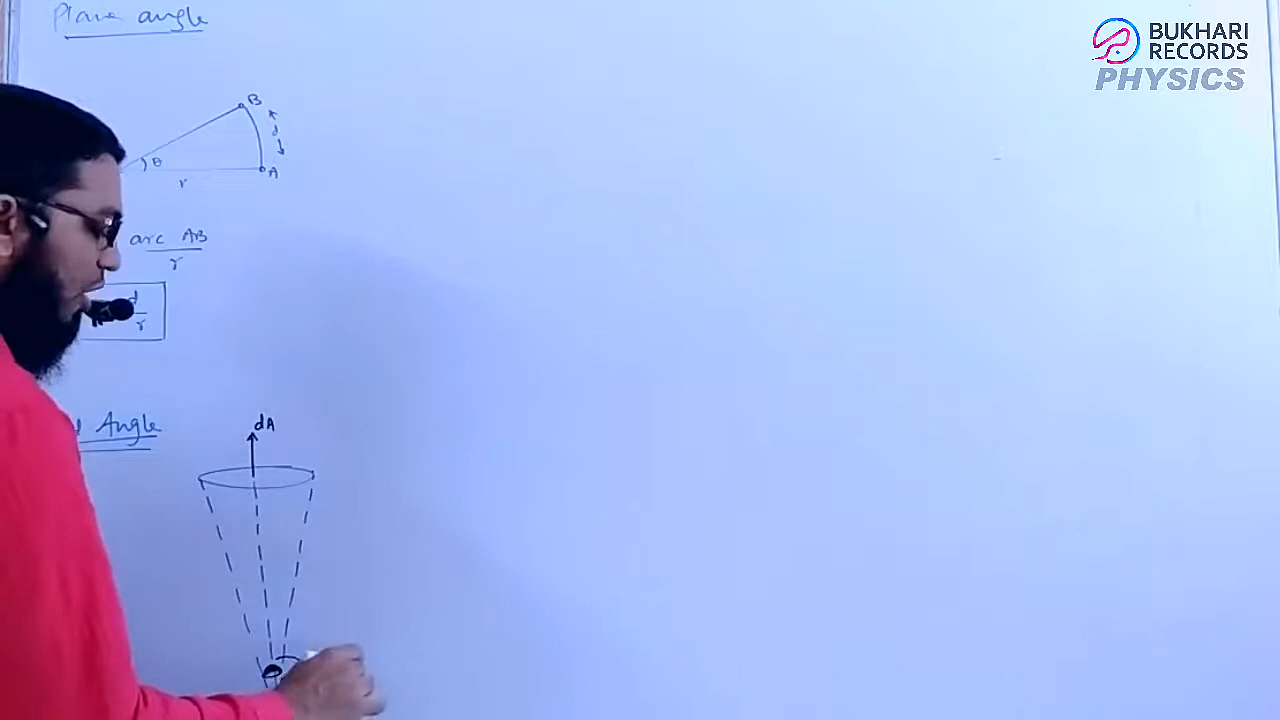 Plane angle
BUKHARI
RECORDS
PHYSICS
B
θ
A
r
arc AB
r
d
r
Angle
dA